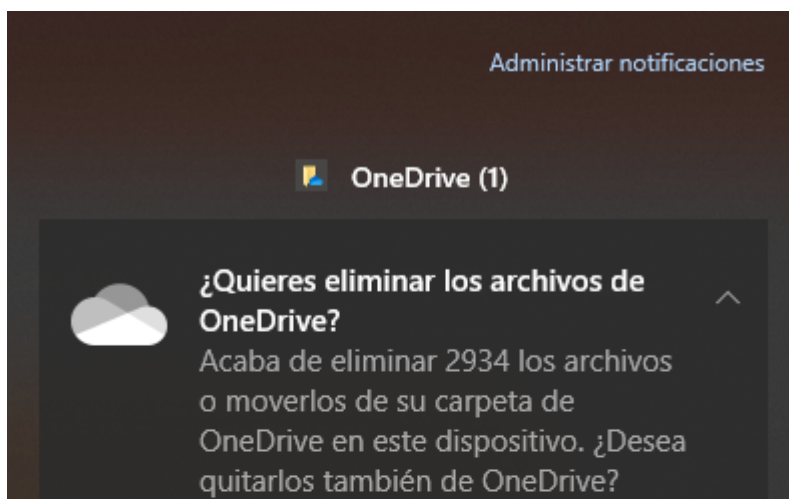 Administrar notificaciones
OneDrive (1)
¿Quieres eliminar los archivos de
OneDrive?
Acaba de eliminar 2934 los archivos
o moverlos de su carpeta de
OneDrive en este dispositivo. ¿Desea
quitarlos también de OneDrive?